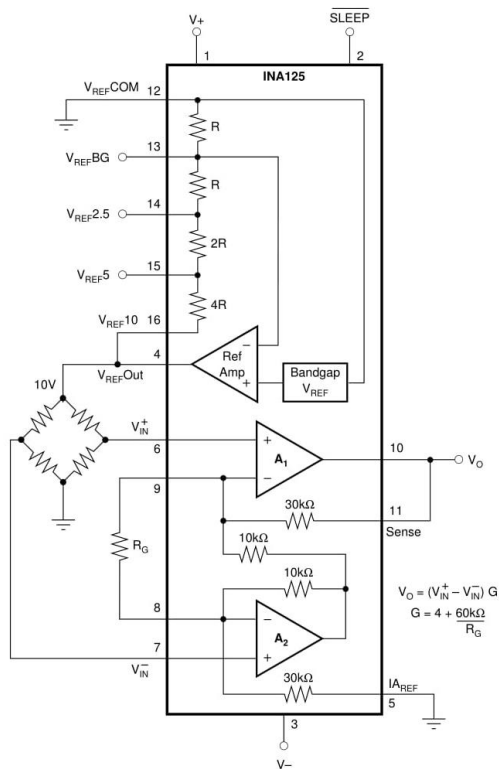 V+
SLEEP
1
2
INA125
VREFCOM
12
R
VREFBG
13
R
VREF2.5
14
2R
VREF5
15
4R
VREF10
16
4
VREFOut
Ref Amp
−
+
Bandgap VREF
10V
V+IN
6
+
A1
−
10
VO
9
30kΩ
11
Sense
10kΩ
RG
10kΩ
VO = (V+IN − V−IN) G
G = 4 + 60kΩ
RG
8
−
A2
+
7
V−IN
30kΩ
IAREF
5
3
V−